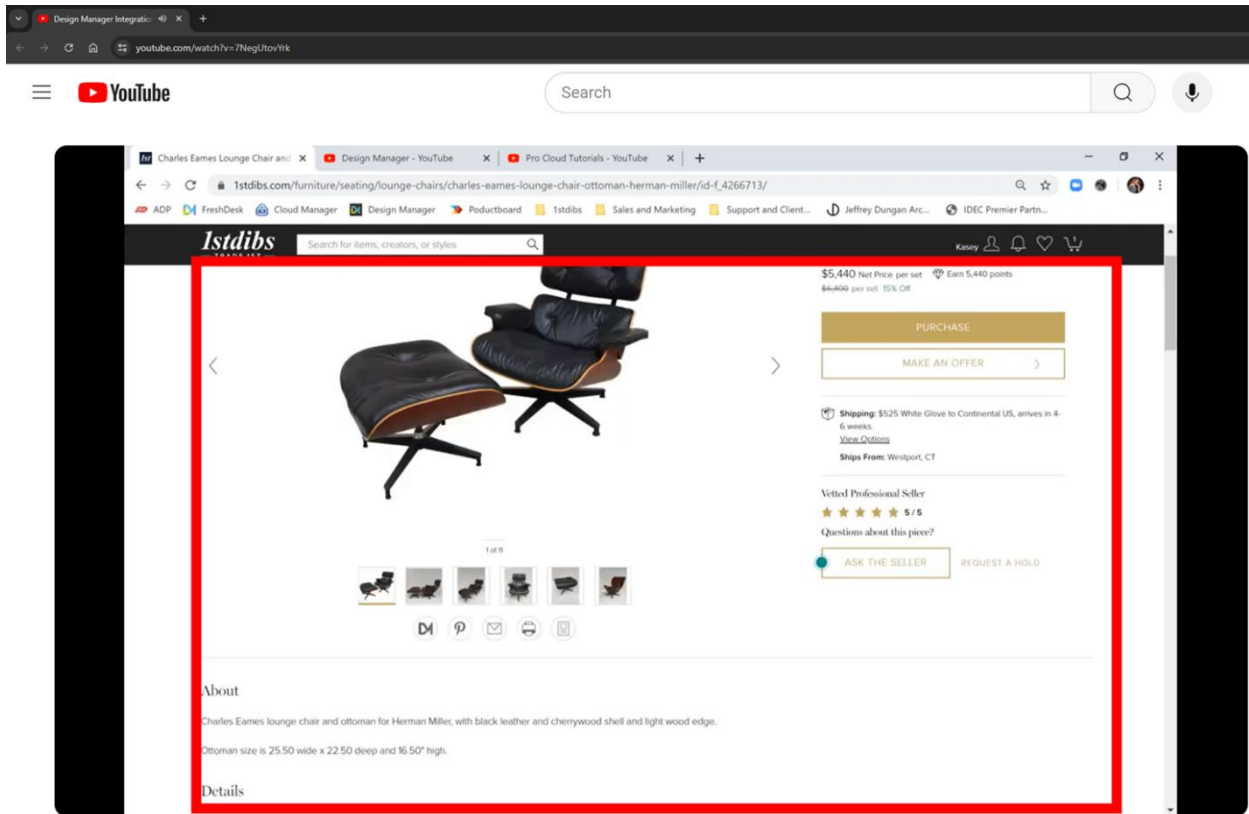 Design Manager Integration
youtube.com/watch?v=7NegUtovYrk
YouTube
Search
Charles Eames Lounge Chair and
Design Manager - YouTube
Pro Cloud Tutorials - YouTube
1stdibs.com/furniture/seating/lounge-chairs/charles-eames-lounge-chair-ottoman-herman-miller/id-f_4266713/
ADP FreshDesk Cloud Manager Design Manager Poductboard 1stdibs Sales and Marketing Support and Client... Jeffrey Dungan Arc... IDEC Premier Partn...
1stdibs
Search for items, creators, or styles
Kasey
1
$5,440 Net Price per set Earn 5,440 points
$6,400 per set 15% Off
PURCHASE
MAKE AN OFFER
Shipping: $525 White Glove to Continental US, arrives in 4-
6 weeks.
View Options
Ships From: Westport, CT
Vetted Professional Seller
5 / 5
Questions about this piece?
ASK THE SELLER REQUEST A HOLD
1 of 11
About
Charles Eames lounge chair and ottoman for Herman Miller, with black leather and cherrywood shell and light wood edge.
Ottoman size is 25.50 wide x 22.50 deep and 16.50" high.
Details